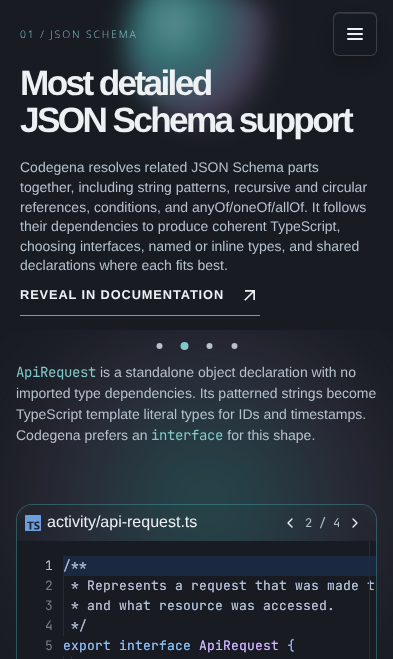 01 / JSON SCHEMA
Most detailed
JSON Schema support
Codegena resolves related JSON Schema parts
together, including string patterns, recursive and circular
references, conditions, and anyOf/oneOf/allOf. It follows
their dependencies to produce coherent TypeScript,
choosing interfaces, named or inline types, and shared
declarations where each fits best.
REVEAL IN DOCUMENTATION
ApiRequest is a standalone object declaration with no
imported type dependencies. Its patterned strings become
TypeScript template literal types for IDs and timestamps.
Codegena prefers an interface for this shape.
TS activity/api-request.ts 2 / 4
1 /**
2 * Represents a request that was made t
3 * and what resource was accessed.
4 */
5 export interface ApiRequest {